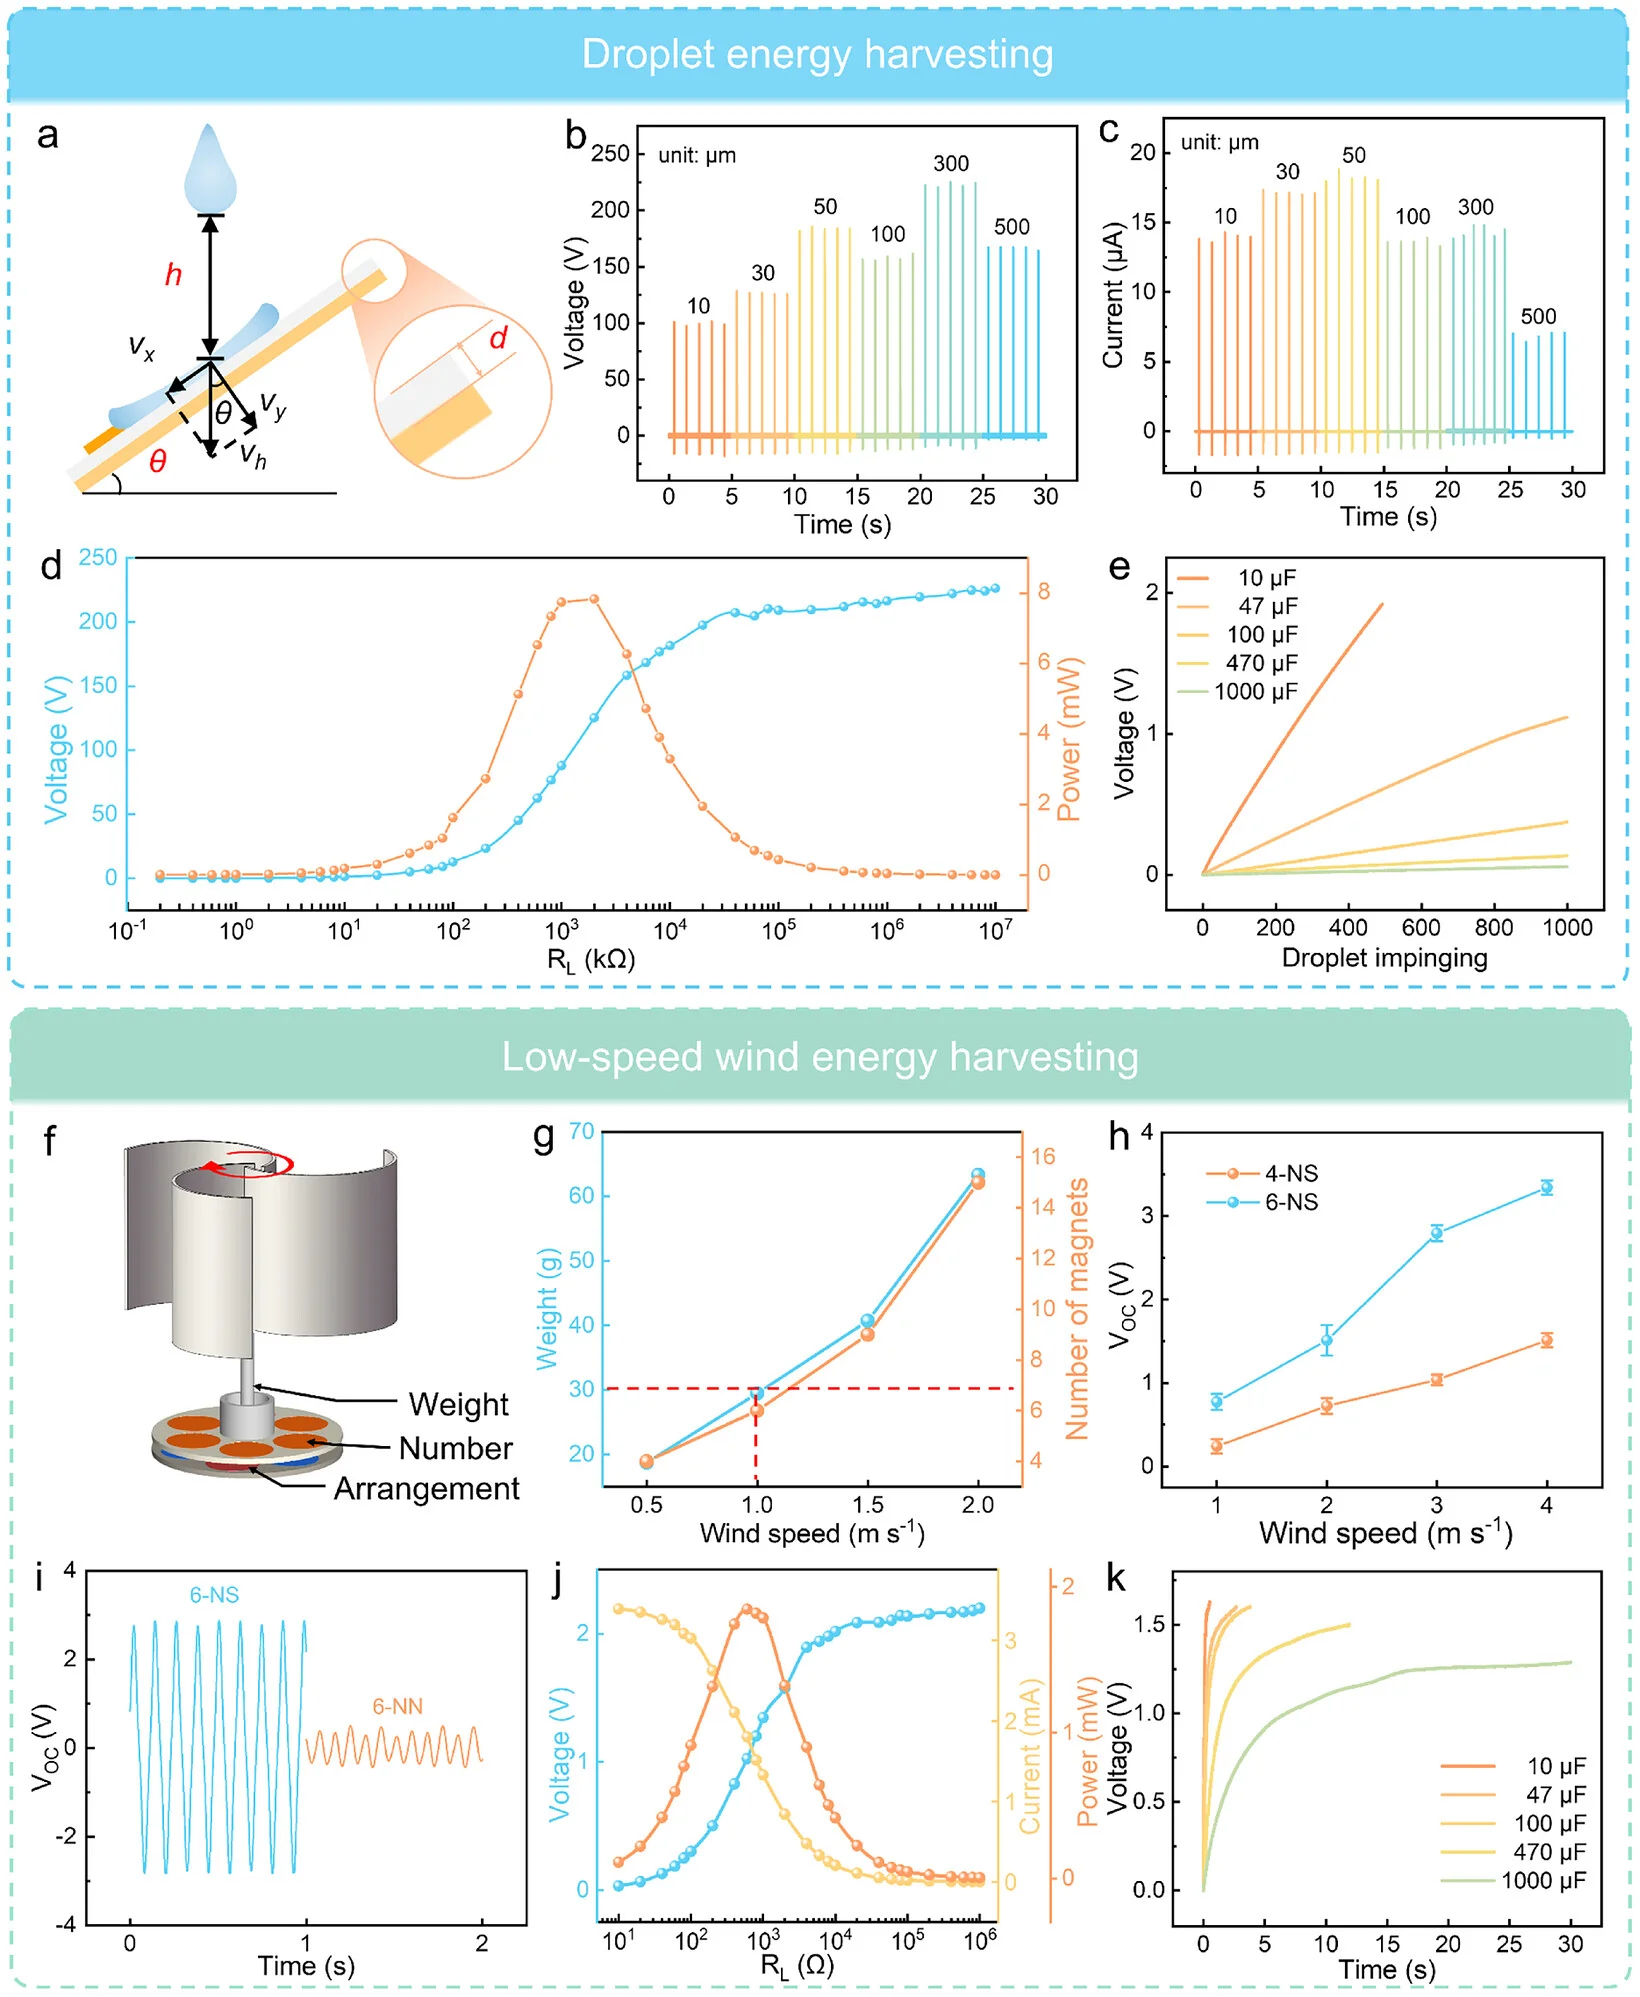 Droplet energy harvesting
a
h
v_x
θ
v_y
v_h
θ
d
b
unit: μm
10
30
50
100
300
500
Voltage (V)
250
200
150
100
50
0
0 5 10 15 20 25 30
Time (s)
c
unit: μm
10
30
50
100
300
500
Current (μA)
20
15
10
5
0
0 5 10 15 20 25 30
Time (s)
d
Voltage (V)
250
200
150
100
50
0
Power (mW)
8
6
4
2
0
10⁻¹ 10⁰ 10¹ 10² 10³ 10⁴ 10⁵ 10⁶ 10⁷
R_L (kΩ)
e
10 μF
47 μF
100 μF
470 μF
1000 μF
Voltage (V)
2
1
0
0 200 400 600 800 1000
Droplet impinging
Low-speed wind energy harvesting
f
Weight
Number
Arrangement
g
Weight (g)
70
60
50
40
30
20
Number of magnets
16
14
12
10
8
6
4
0.5 1.0 1.5 2.0
Wind speed (m s⁻¹)
h
4-NS
6-NS
V_OC (V)
4
3
2
1
0
1 2 3 4
Wind speed (m s⁻¹)
i
6-NS
6-NN
V_OC (V)
4
2
0
-2
-4
0 1 2
Time (s)
j
Voltage (V)
2
1
0
Current (mA)
3
2
1
0
Power (mW)
2
1
0
10¹ 10² 10³ 10⁴ 10⁵ 10⁶
R_L (Ω)
k
Voltage (V)
1.5
1.0
0.5
0.0
10 μF
47 μF
100 μF
470 μF
1000 μF
0 5 10 15 20 25 30
Time (s)